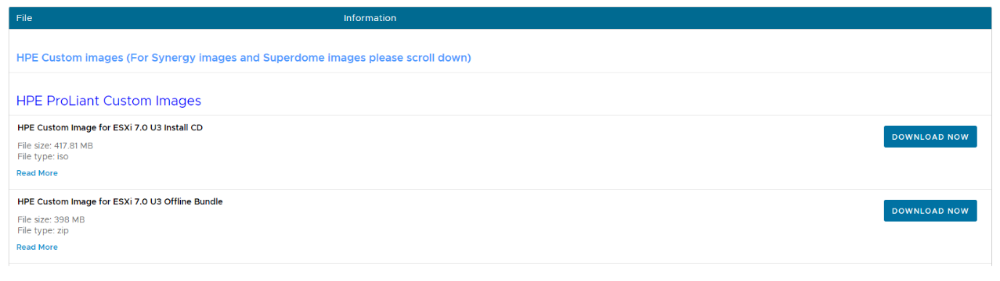 File Information
HPE Custom images (For Synergy images and Superdome images please scroll down)
HPE ProLiant Custom Images
HPE Custom Image for ESXi 7.0 U3 Install CD
File size: 417.81 MB
File type: iso
Read More
DOWNLOAD NOW
HPE Custom Image for ESXi 7.0 U3 Offline Bundle
File size: 398 MB
File type: zip
Read More
DOWNLOAD NOW